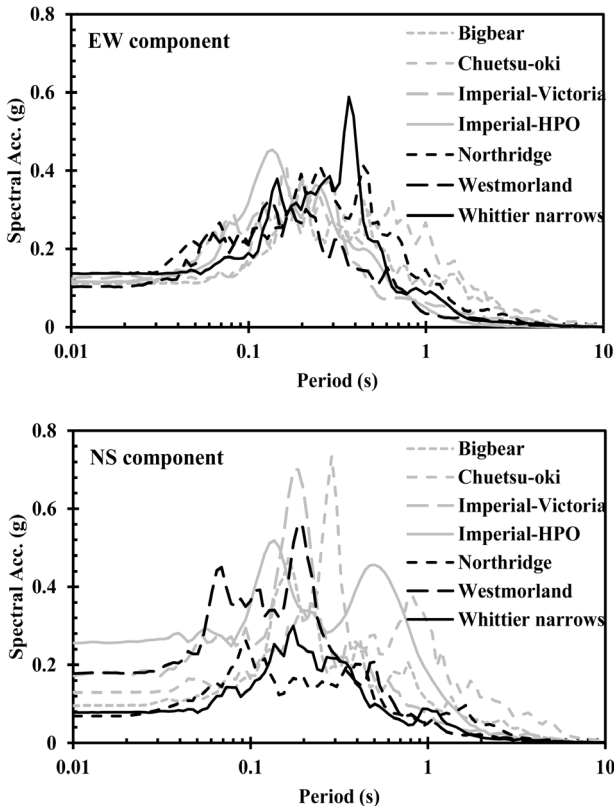 EW component
Bigbear
Chuetsu-oki
Imperial-Victoria
Imperial-HPO
Northridge
Westmorland
Whittier narrows
Spectral Acc. (g)
0.8
0.6
0.4
0.2
0
0.01 0.1 1 10
Period (s)
NS component
Bigbear
Chuetsu-oki
Imperial-Victoria
Imperial-HPO
Northridge
Westmorland
Whittier narrows
Spectral Acc. (g)
0.8
0.6
0.4
0.2
0
0.01 0.1 1 10
Period (s)